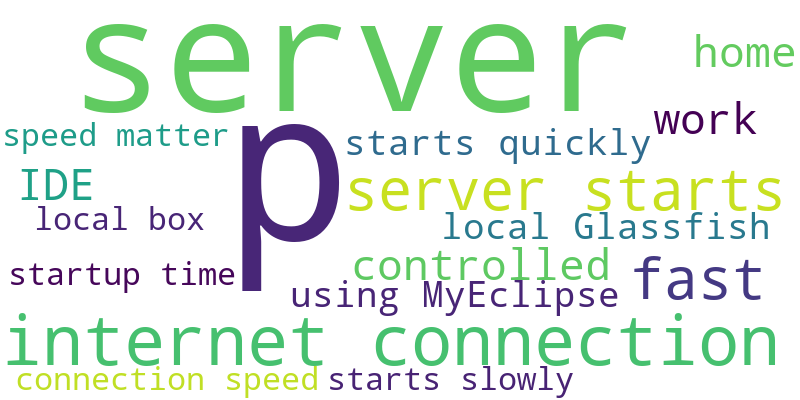 server
home
work
speed matter
p
starts quickly
IDE
server starts
local box
local Glassfish
startup time
controlled
fast
using MyEclipse
internet connection
connection speed
starts slowly